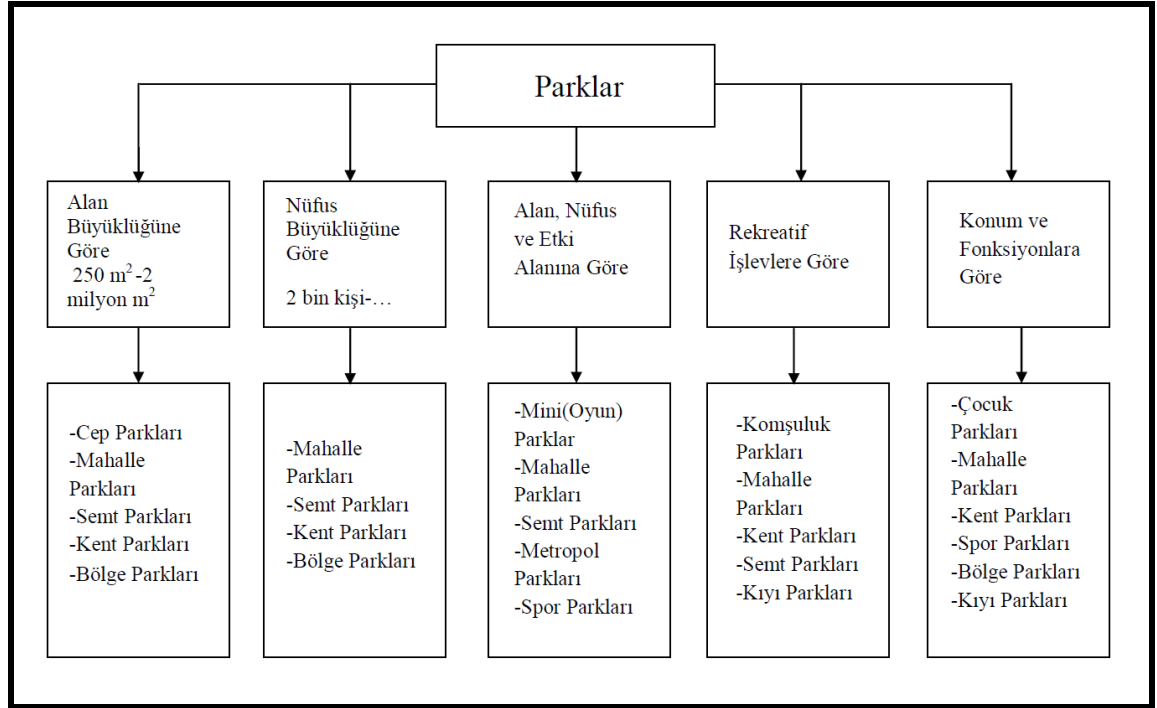 Parklar
Alan
Büyüklüğüne
Göre
250 m² -2
milyon m²
Nüfus
Büyüklüğüne
Göre
2 bin kişi-…
Alan, Nüfus
ve Etki
Alanına Göre
Rekreatif
İşlevlere Göre
Konum ve
Fonksiyonlara
Göre
-Cep Parkları
-Mahalle
Parkları
-Semt Parkları
-Kent Parkları
-Bölge Parkları
-Mahalle
Parkları
-Semt Parkları
-Kent Parkları
-Bölge Parkları
-Mini(Oyun)
Parklar
-Mahalle
Parkları
-Semt Parkları
-Metropol
Parkları
-Spor Parkları
-Komşuluk
Parkları
-Mahalle
Parkları
-Kent Parkları
-Semt Parkları
-Kıyı Parkları
-Çocuk
Parkları
-Mahalle
Parkları
-Kent Parkları
-Spor Parkları
-Bölge Parkları
-Kıyı Parkları